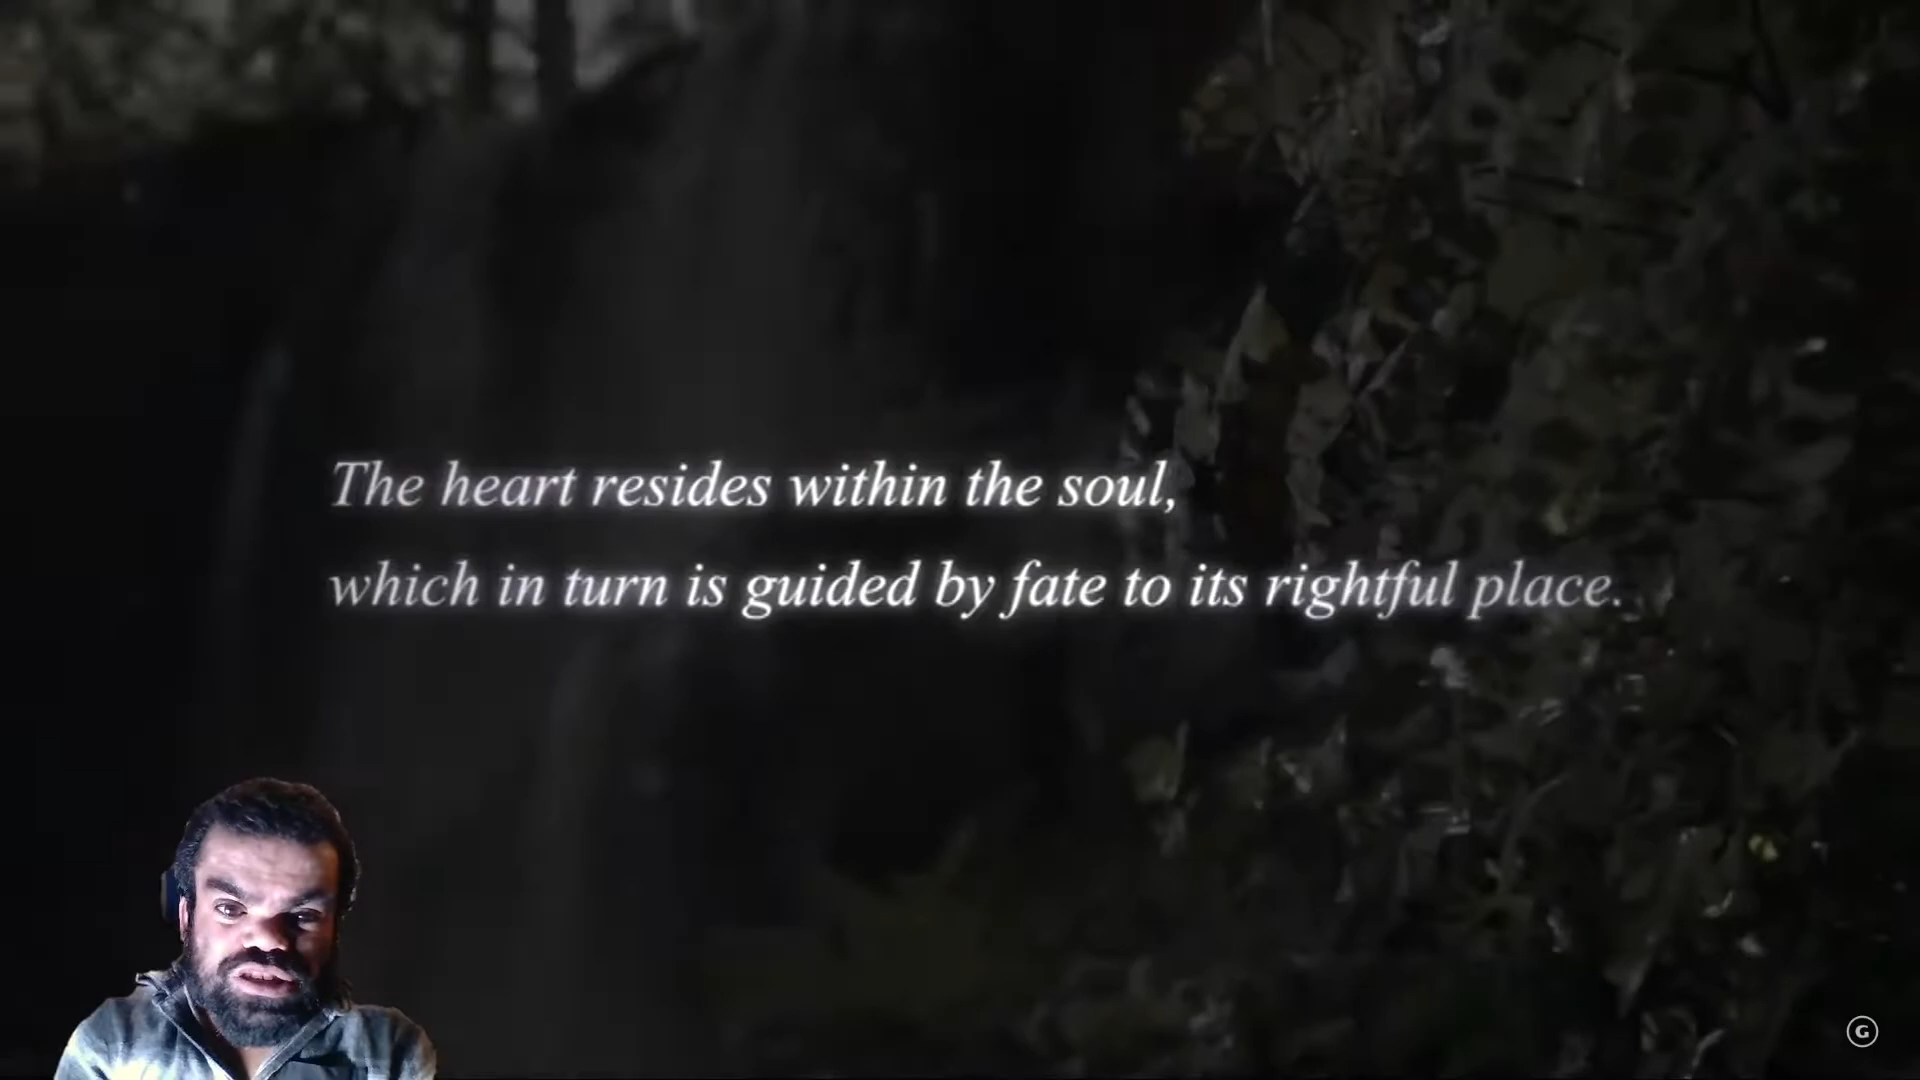 The heart resides within the soul,
which in turn is guided by fate to its rightful place.
G